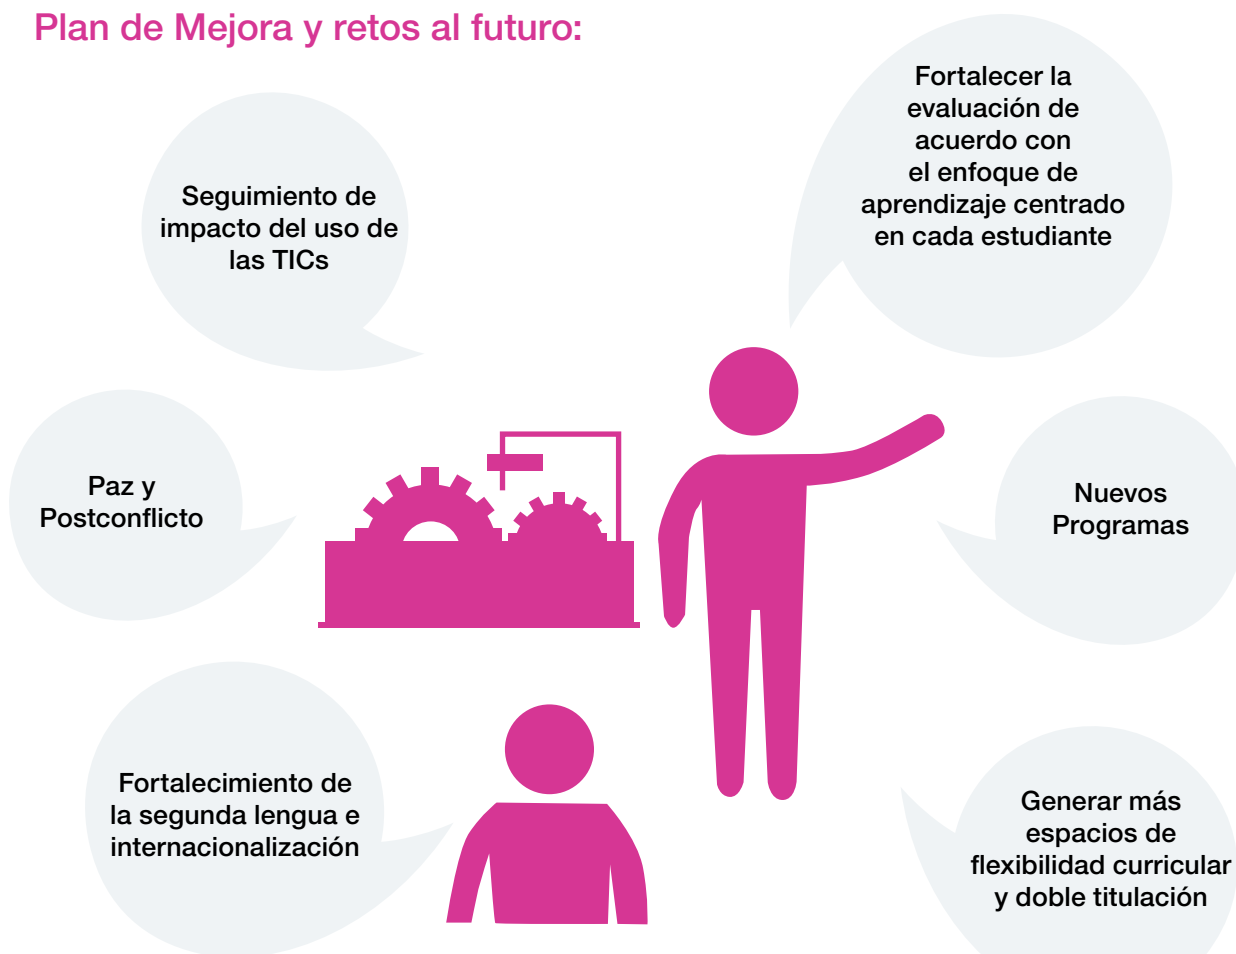 Plan de Mejora y retos al futuro:
Fortalecer la
evaluación de
acuerdo con
el enfoque de
aprendizaje centrado
en cada estudiante
Seguimiento de
impacto del uso de
las TICs
Paz y
Postconflicto
Nuevos
Programas
Fortalecimiento de
la segunda lengua e
internacionalización
Generar más
espacios de
flexibilidad curricular
y doble titulación